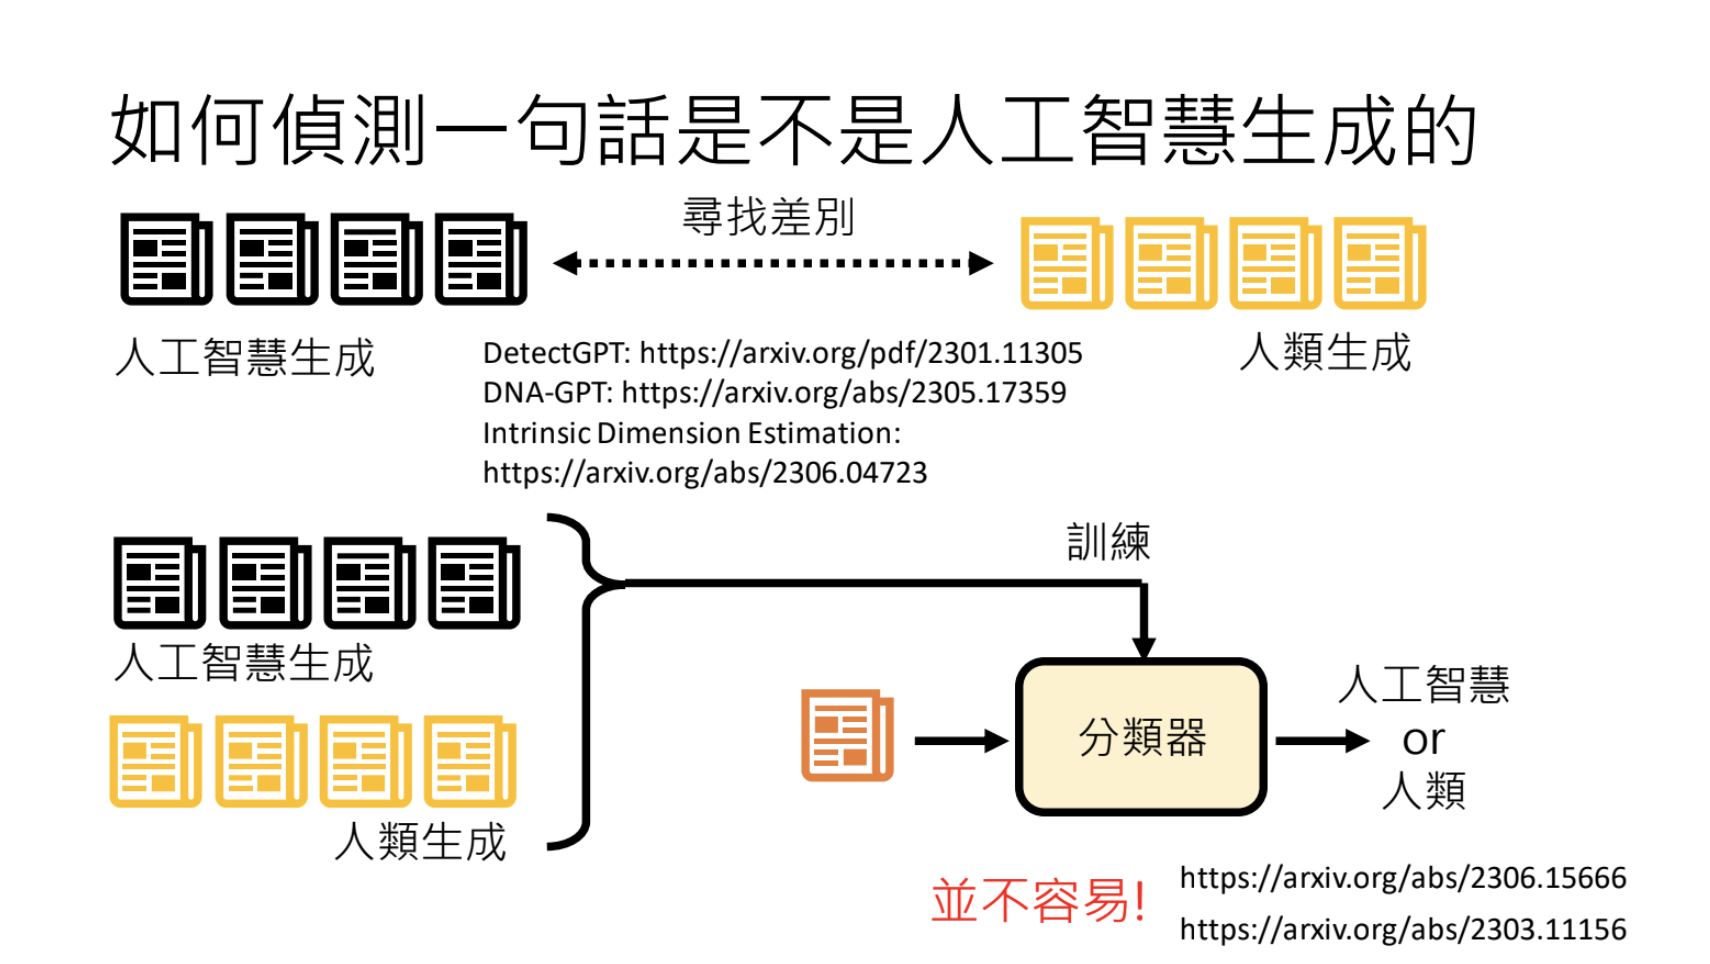 如何偵測一句話是不是人工智慧生成的
尋找差別
人工智慧生成
人類生成
DetectGPT: https://arxiv.org/pdf/2301.11305
DNA-GPT: https://arxiv.org/abs/2305.17359
Intrinsic Dimension Estimation:
https://arxiv.org/abs/2306.04723
訓練
人工智慧生成
人類生成
分類器
人工智慧
or
人類
並不容易!
https://arxiv.org/abs/2306.15666
https://arxiv.org/abs/2303.11156